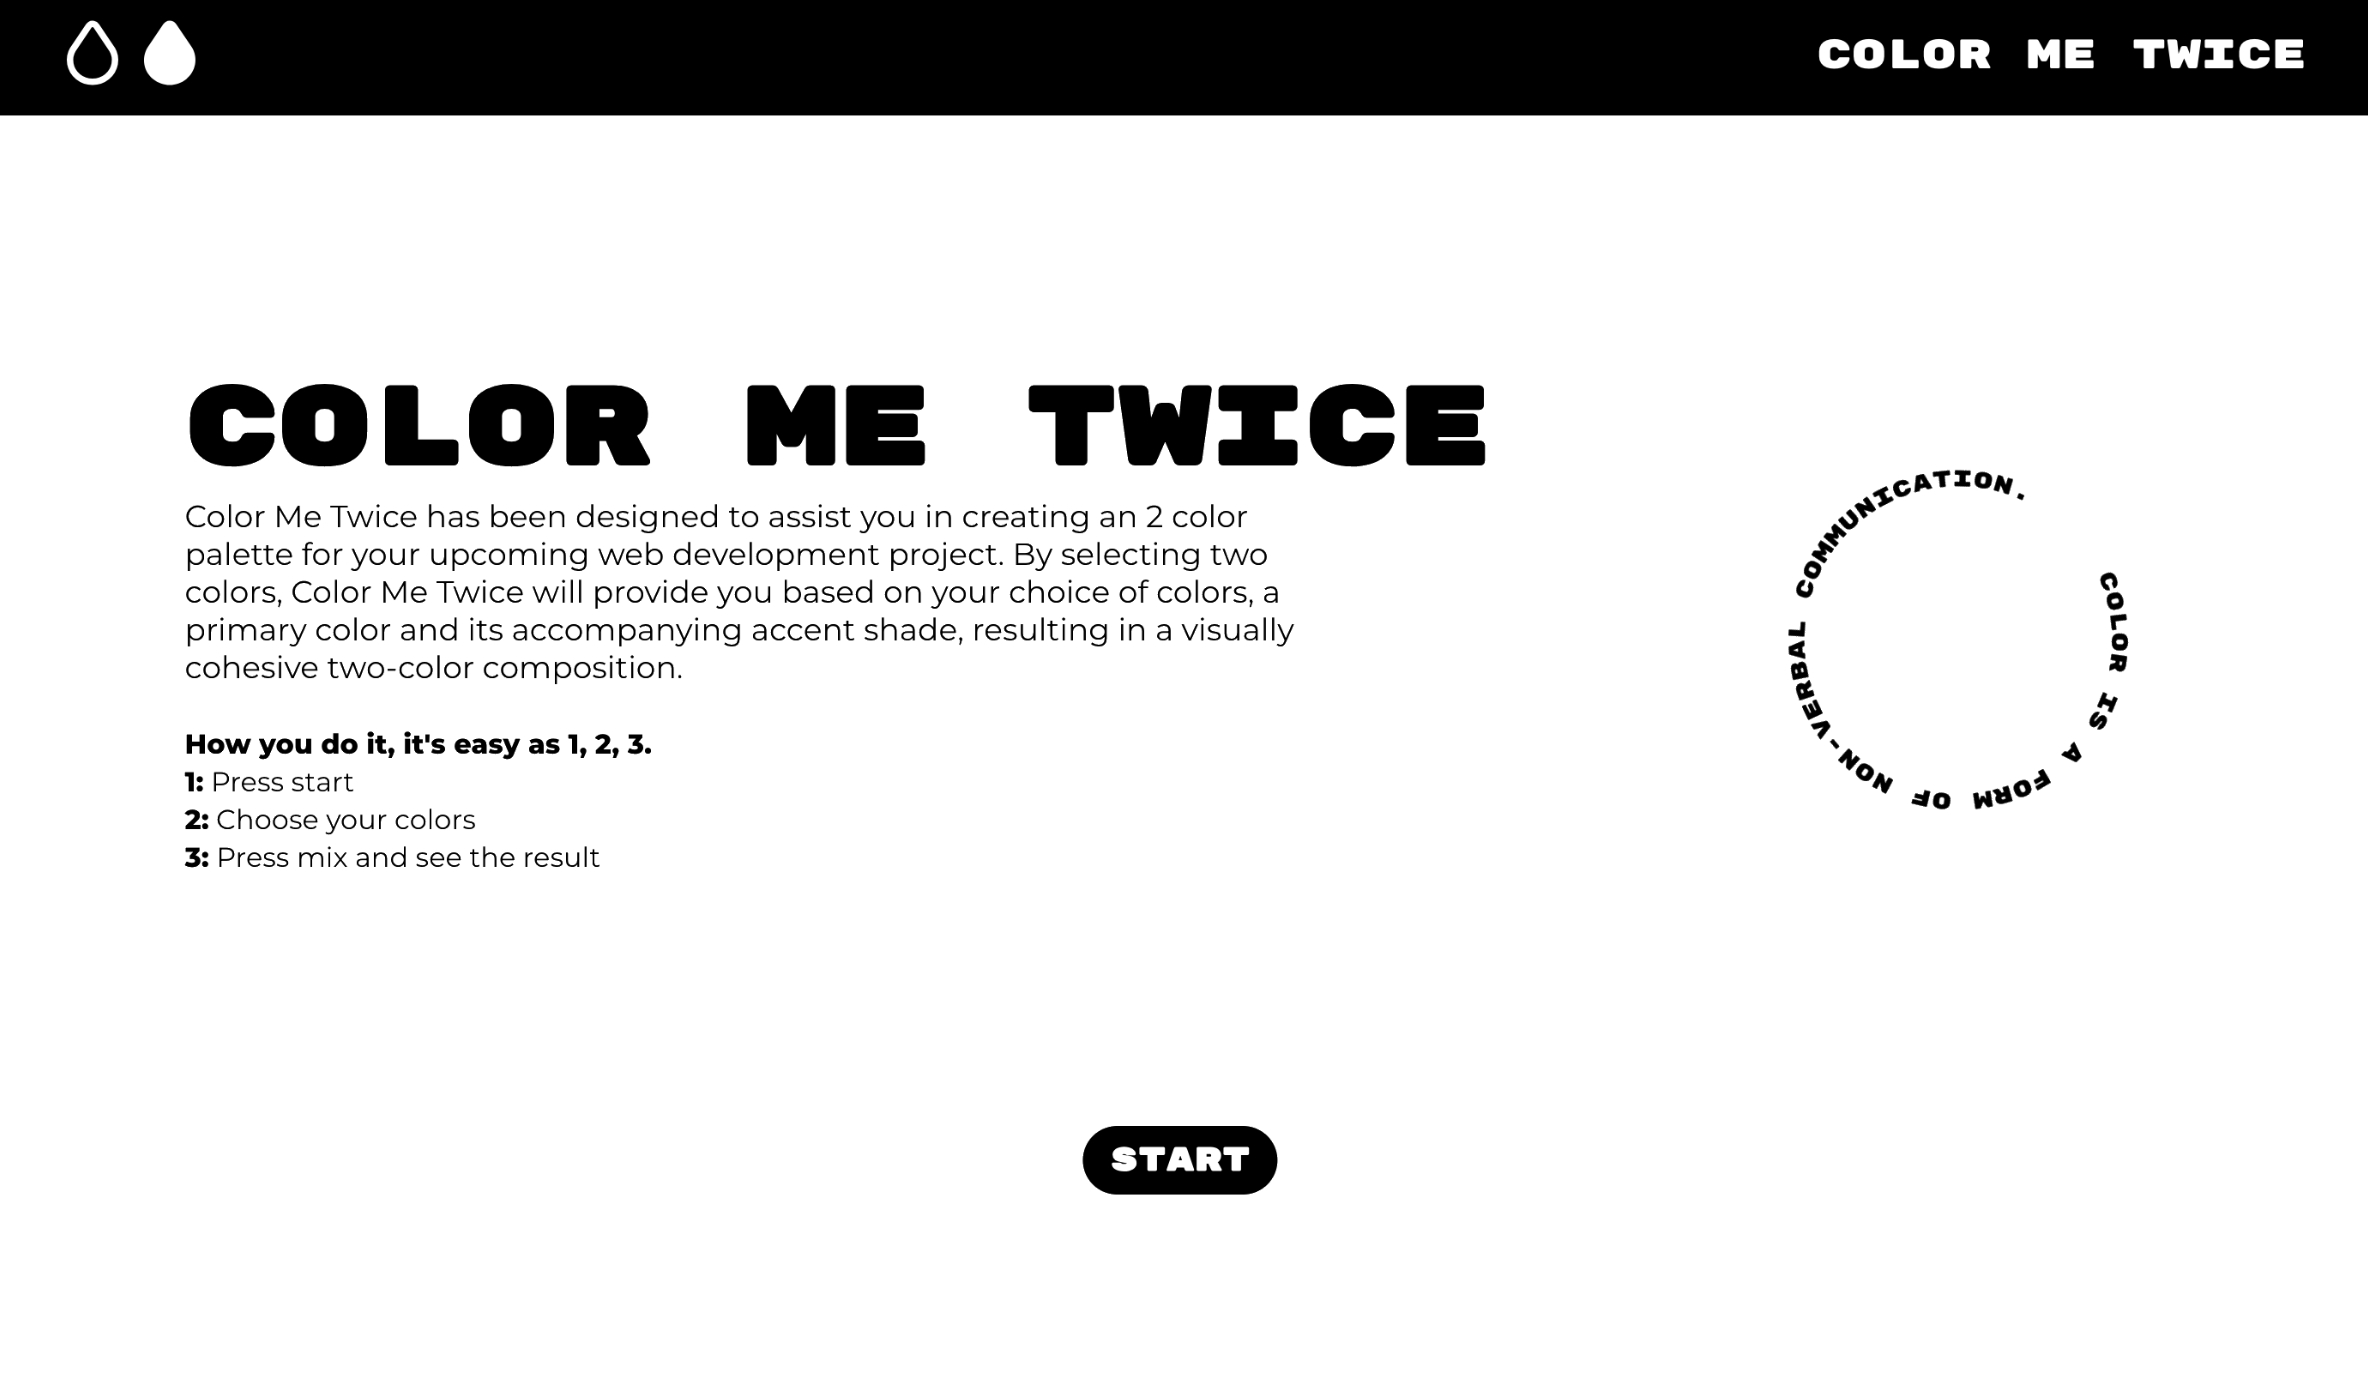 COLOR ME TWICE
COLOR ME TWICE
Color Me Twice has been designed to assist you in creating an 2 color
palette for your upcoming web development project. By selecting two
colors, Color Me Twice will provide you based on your choice of colors, a
primary color and its accompanying accent shade, resulting in a visually
cohesive two-color composition.
How you do it, it's easy as 1, 2, 3.
1: Press start
2: Choose your colors
3: Press mix and see the result
COLOR IS A FORM OF NON-VERBAL COMMUNICATION.
START